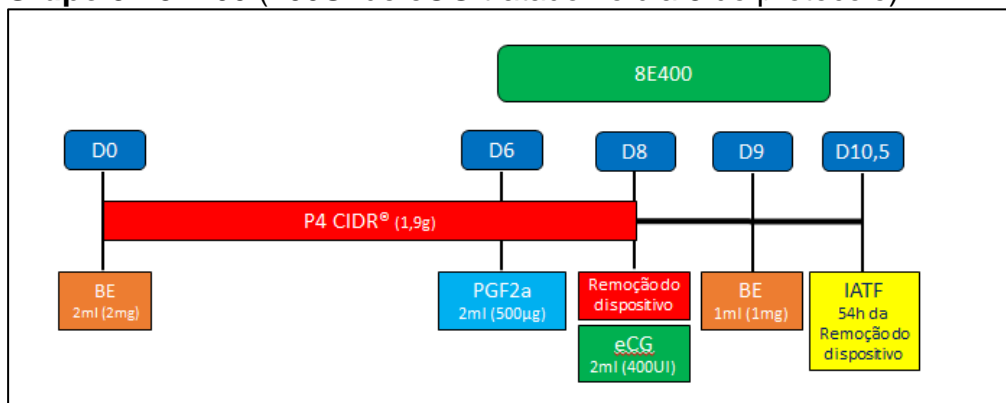 8E400
D0
D6
D8
D9
D10,5
P4 CIDR® (1,9g)
BE
2ml (2mg)
PGF2a
2ml (500µg)
Remoção do
dispositivo
eCG
2ml (400UI)
BE
1ml (1mg)
IATF
54h da
Remoção do
dispositivo